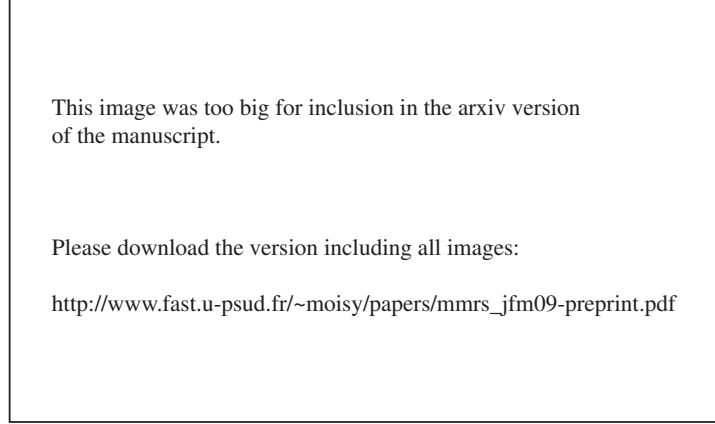 This image was too big for inclusion in the arxiv version
of the manuscript.
Please download the version including all images:
http://www.fast.u-psud.fr/~moisy/papers/mmrs_jfm09-preprint.pdf